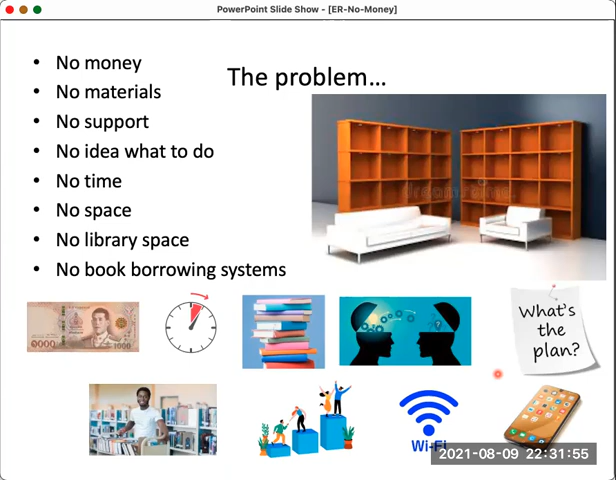 PowerPoint Slide Show - [ER-No-Money]
The problem…
• No money
• No materials
• No support
• No idea what to do
• No time
• No space
• No library space
• No book borrowing systems
dreamstime
1000
What's
the
plan?
Wi-Fi
2021-08-09 22:31:55